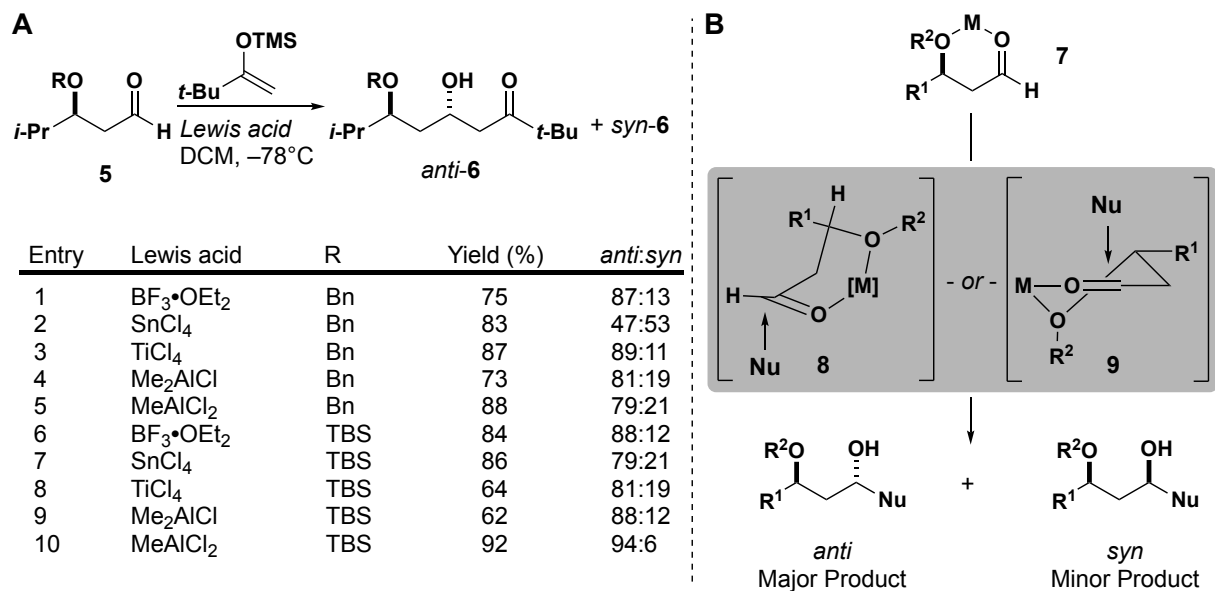 A
OTMS
t-Bu
RO
O
i-Pr
H
5
Lewis acid
DCM, –78°C
RO
OH
O
i-Pr
t-Bu
anti-6
+ syn-6
Entry Lewis acid R Yield (%) anti:syn
1 BF₃•OEt₂ Bn 75 87:13
2 SnCl₄ Bn 83 47:53
3 TiCl₄ Bn 87 89:11
4 Me₂AlCl Bn 73 81:19
5 MeAlCl₂ Bn 88 79:21
6 BF₃•OEt₂ TBS 84 88:12
7 SnCl₄ TBS 86 79:21
8 TiCl₄ TBS 64 81:19
9 Me₂AlCl TBS 62 88:12
10 MeAlCl₂ TBS 92 94:6
B
M
R²O
O
R¹
H
7
H
R¹
O
R²
[M]
H
O
Nu
8
- or -
Nu
R¹
M
O
O
R²
9
R²O
OH
R¹
Nu
anti
Major Product
+
R²O
OH
R¹
Nu
syn
Minor Product